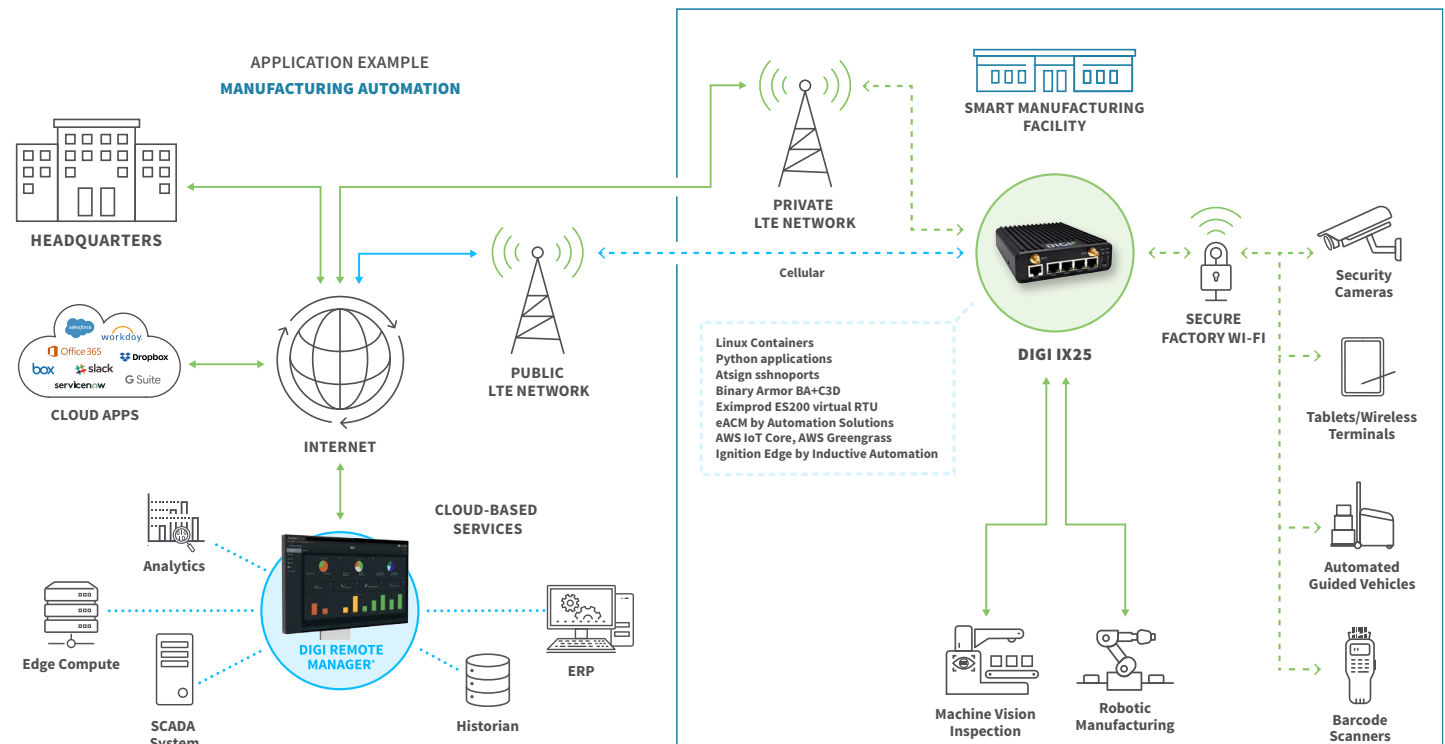 APPLICATION EXAMPLE
MANUFACTURING AUTOMATION
HEADQUARTERS
salesforce
workday.
Office 365
Dropbox
box
slack
servicenow
G Suite
CLOUD APPS
INTERNET
PUBLIC
LTE NETWORK
CLOUD-BASED
SERVICES
Analytics
Edge Compute
SCADA
System
DIGI REMOTE
MANAGER®
Historian
ERP
PRIVATE
LTE NETWORK
Cellular
SMART MANUFACTURING
FACILITY
DIGI
DIGI IX25
Linux Containers
Python applications
Atsign sshnoports
Binary Armor BA+C3D
Eximprod ES200 virtual RTU
eACM by Automation Solutions
AWS IoT Core, AWS Greengrass
Ignition Edge by Inductive Automation
SECURE
FACTORY WI-FI
Security
Cameras
Tablets/Wireless
Terminals
Automated
Guided Vehicles
Barcode
Scanners
Machine Vision
Inspection
Robotic
Manufacturing